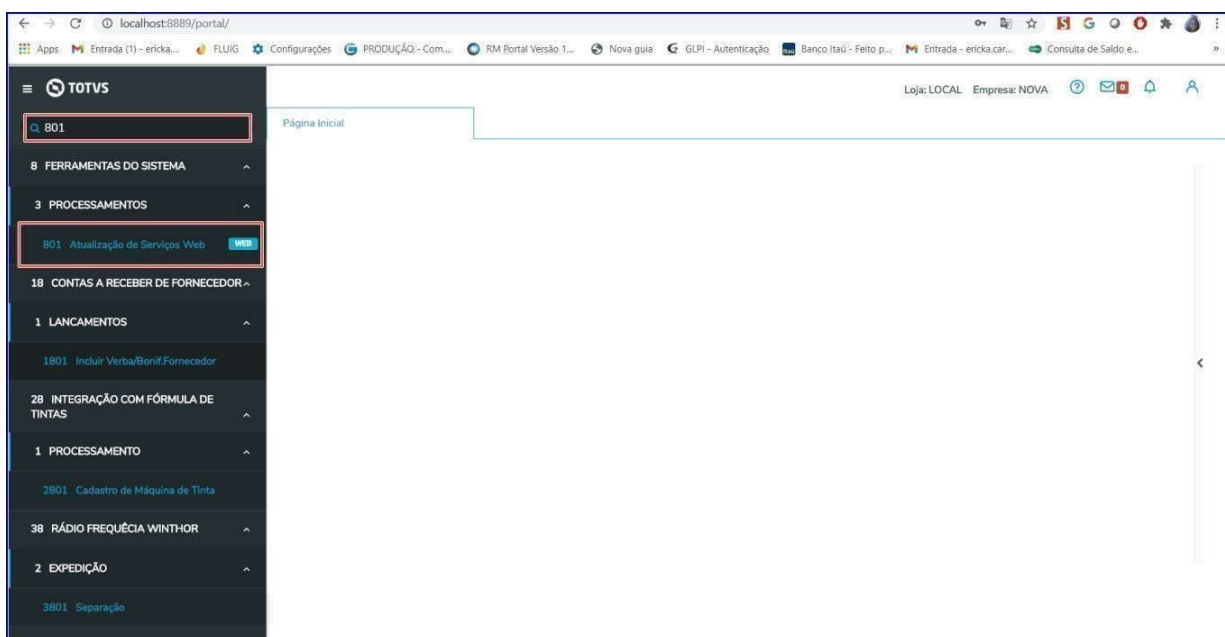 localhost:8889/portal/
Apps Entrada (1) - ericka.... FLUIG Configurações PRODUÇÃO - Com... RM Portal Versão 1... Nova guia GLPI - Autenticação Banco Itaú - Feito p... Entrada - ericka.car... Consulta de Saldo e... »
TOTVS
Loja: LOCAL Empresa: NOVA 0
801
Página Inicial
8 FERRAMENTAS DO SISTEMA
3 PROCESSAMENTOS
801 Atualização de Serviços Web WEB
18 CONTAS A RECEBER DE FORNECEDOR
1 LANCAMENTOS
1801 Incluir Verba/Bonif.Fornecedor
28 INTEGRAÇÃO COM FÓRMULA DE
TINTAS
1 PROCESSAMENTO
2801 Cadastro de Máquina de Tinta
38 RÁDIO FREQUÊCIA WINTHOR
2 EXPEDIÇÃO
3801 Separação